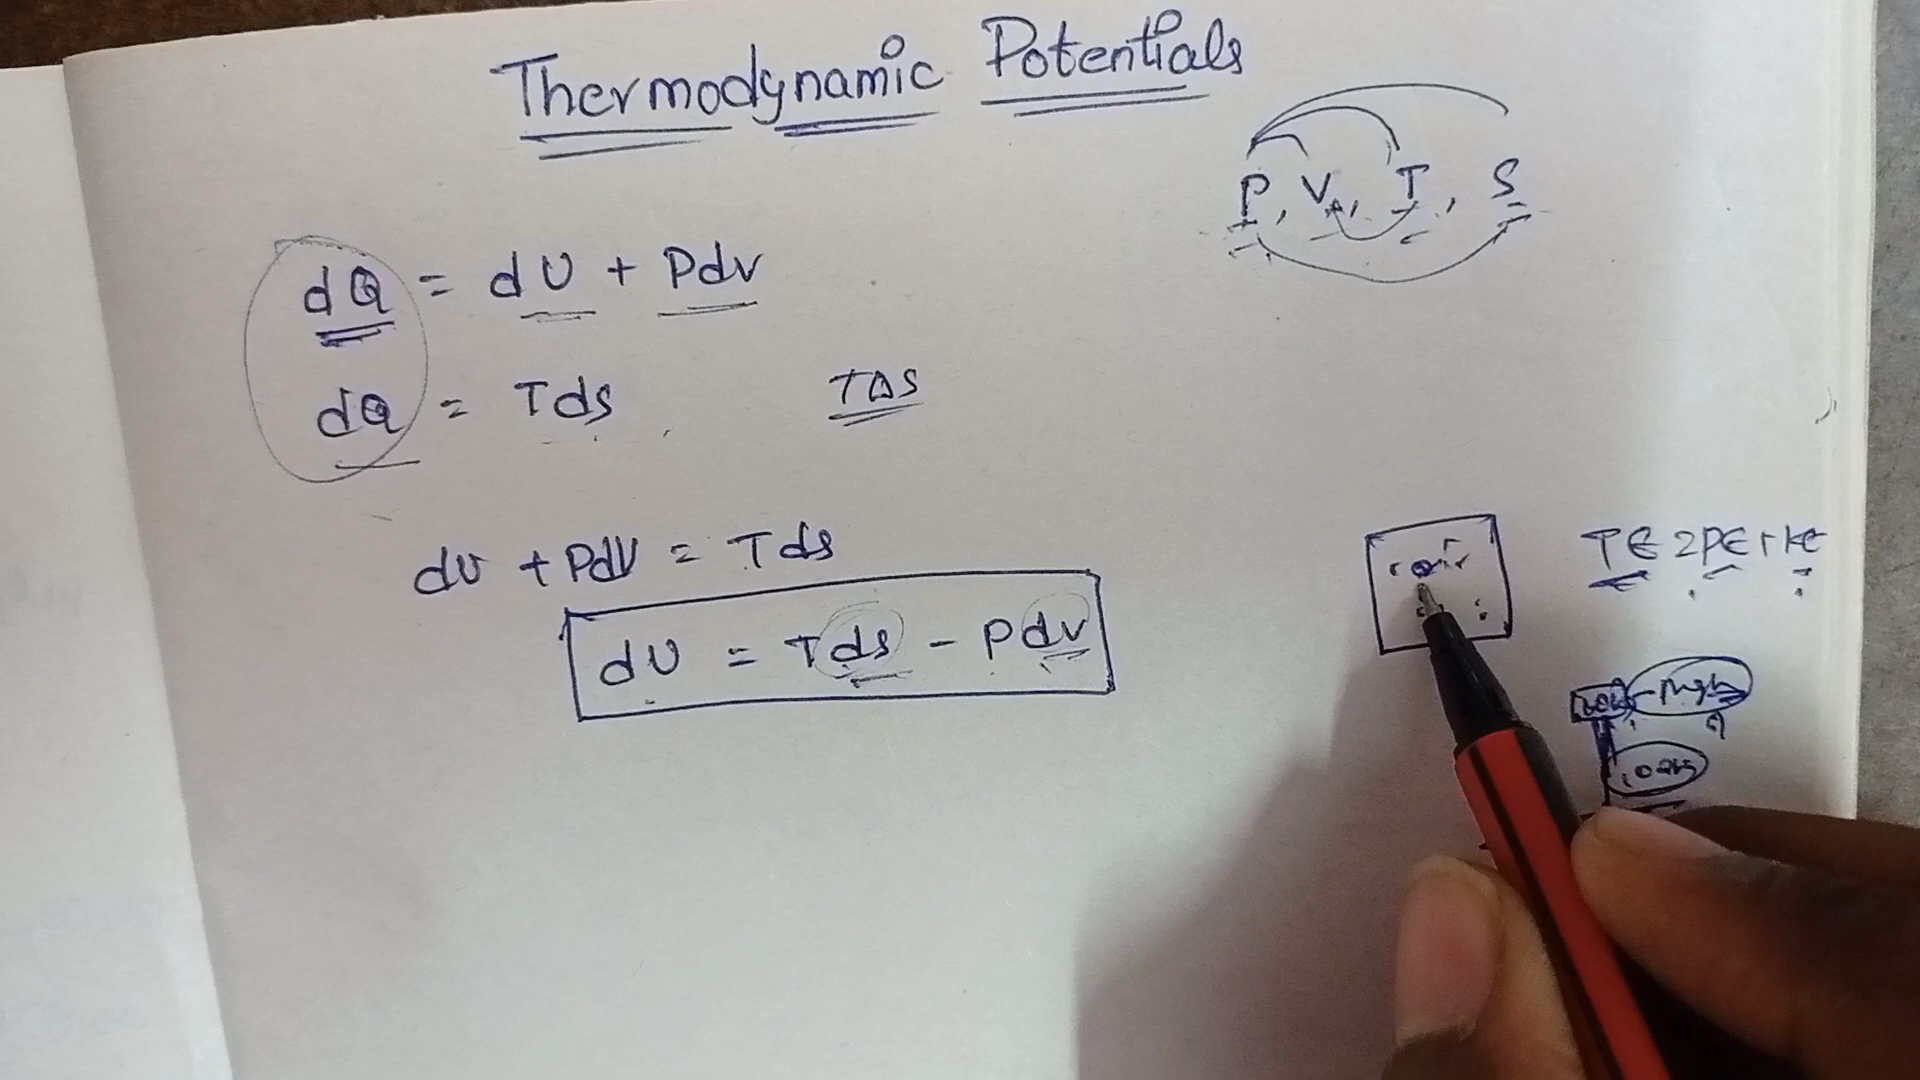 Thermodynamic Potentials
P, V, T, S
dQ = dU + Pdv
dQ = Tds
TΔS
dU + PdV = Tds
TE = PE + KE
dU = Tds - Pdv